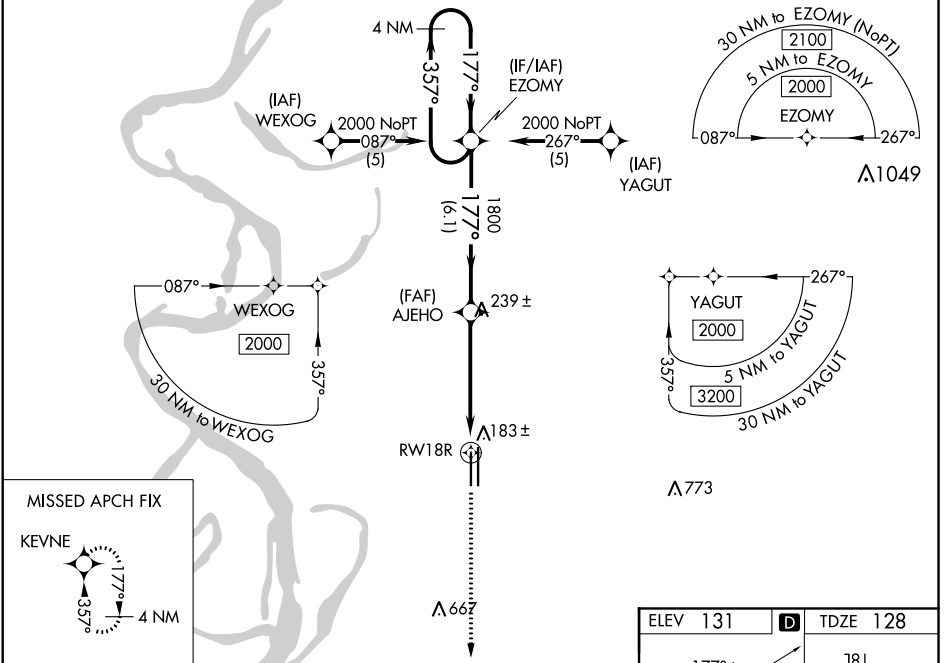 4 NM
357°
177°
(IF/IAF)
EZOMY
(IAF)
WEXOG
2000 NoPT
087°
(5)
2000 NoPT
267°
(5)
(IAF)
YAGUT
30 NM to EZOMY (NoPT)
2100
5 NM to EZOMY
2000
EZOMY
087°
267°
1049
1800
177°
(6.1)
087°
WEXOG
2000
357°
30 NM to WEXOG
(FAF)
AJEHO
239 ±
267°
YAGUT
2000
357°
5 NM to YAGUT
3200
30 NM to YAGUT
183 ±
RW18R
773
MISSED APCH FIX
KEVNE
177°
357°
4 NM
667
ELEV 131 D TDZE 128